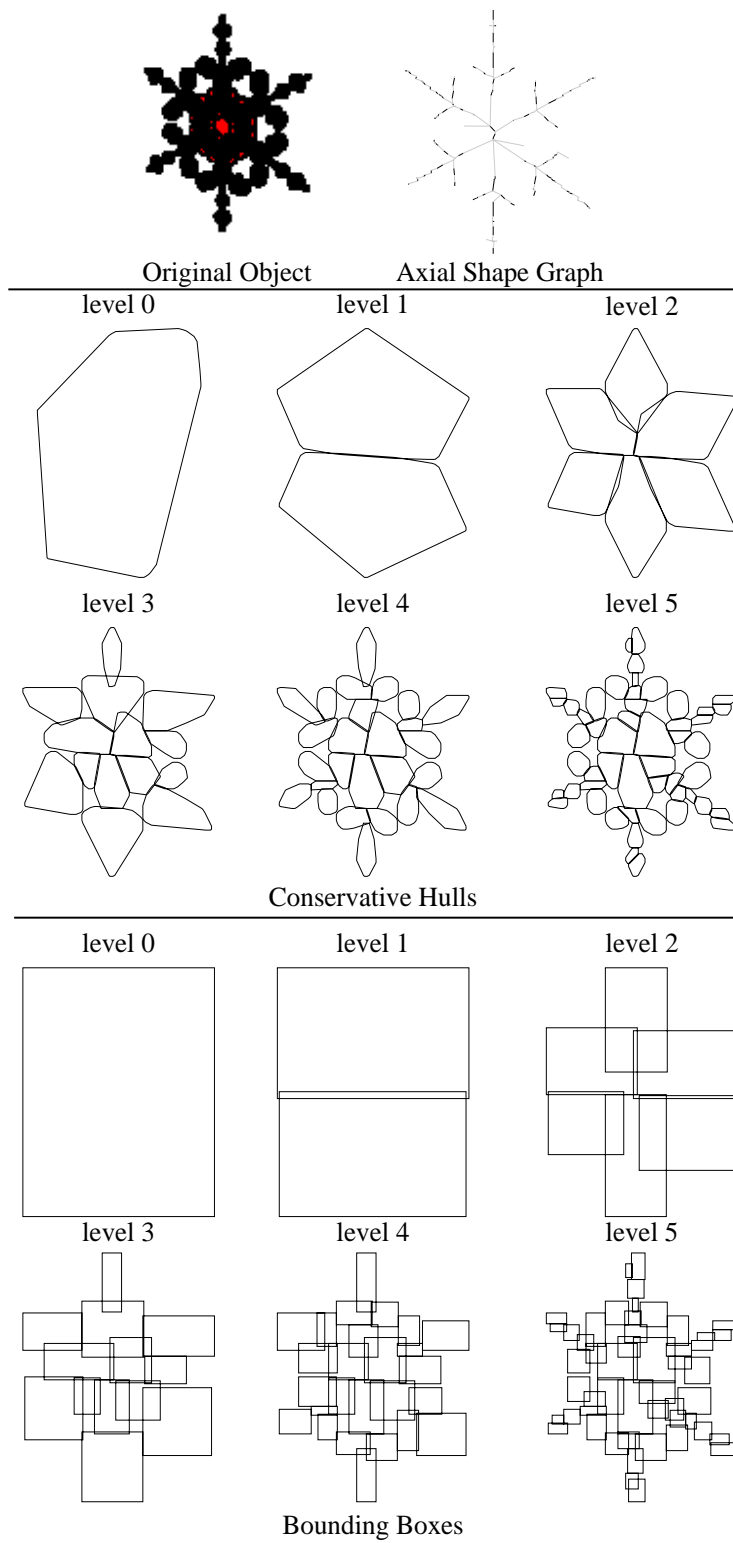 Original Object Axial Shape Graph
level 0 level 1 level 2
level 3 level 4 level 5
Conservative Hulls
level 0 level 1 level 2
level 3 level 4 level 5
Bounding Boxes